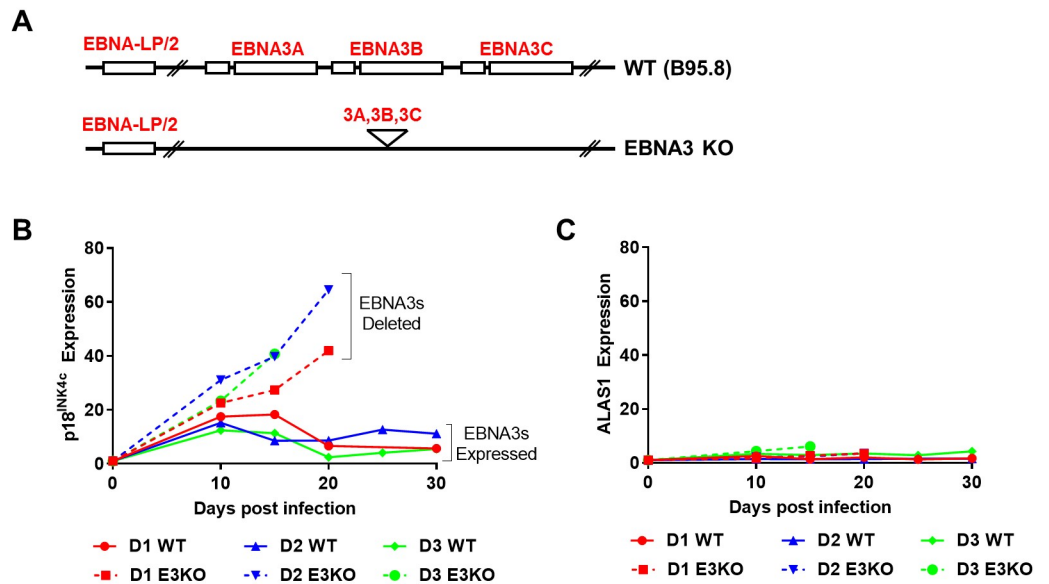 A
EBNA-LP/2
EBNA3A
EBNA3B
EBNA3C
WT (B95.8)
EBNA-LP/2
3A,3B,3C
EBNA3 KO
B
p18INK4c Expression
80
60
40
20
0
0
10
20
30
Days post infection
EBNA3s
Deleted
EBNA3s
Expressed
D1 WT
D2 WT
D3 WT
D1 E3KO
D2 E3KO
D3 E3KO
C
ALAS1 Expression
80
60
40
20
0
0
10
20
30
Days post infection
D1 WT
D2 WT
D3 WT
D1 E3KO
D2 E3KO
D3 E3KO